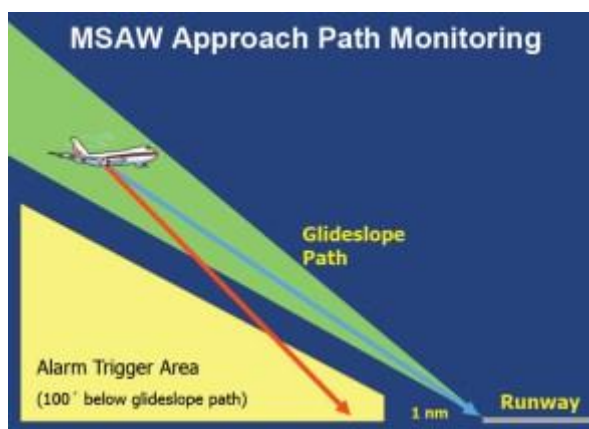 MSAW Approach Path Monitoring
Glideslope
Path
Alarm Trigger Area
(100´ below glideslope path)
1 nm
Runway